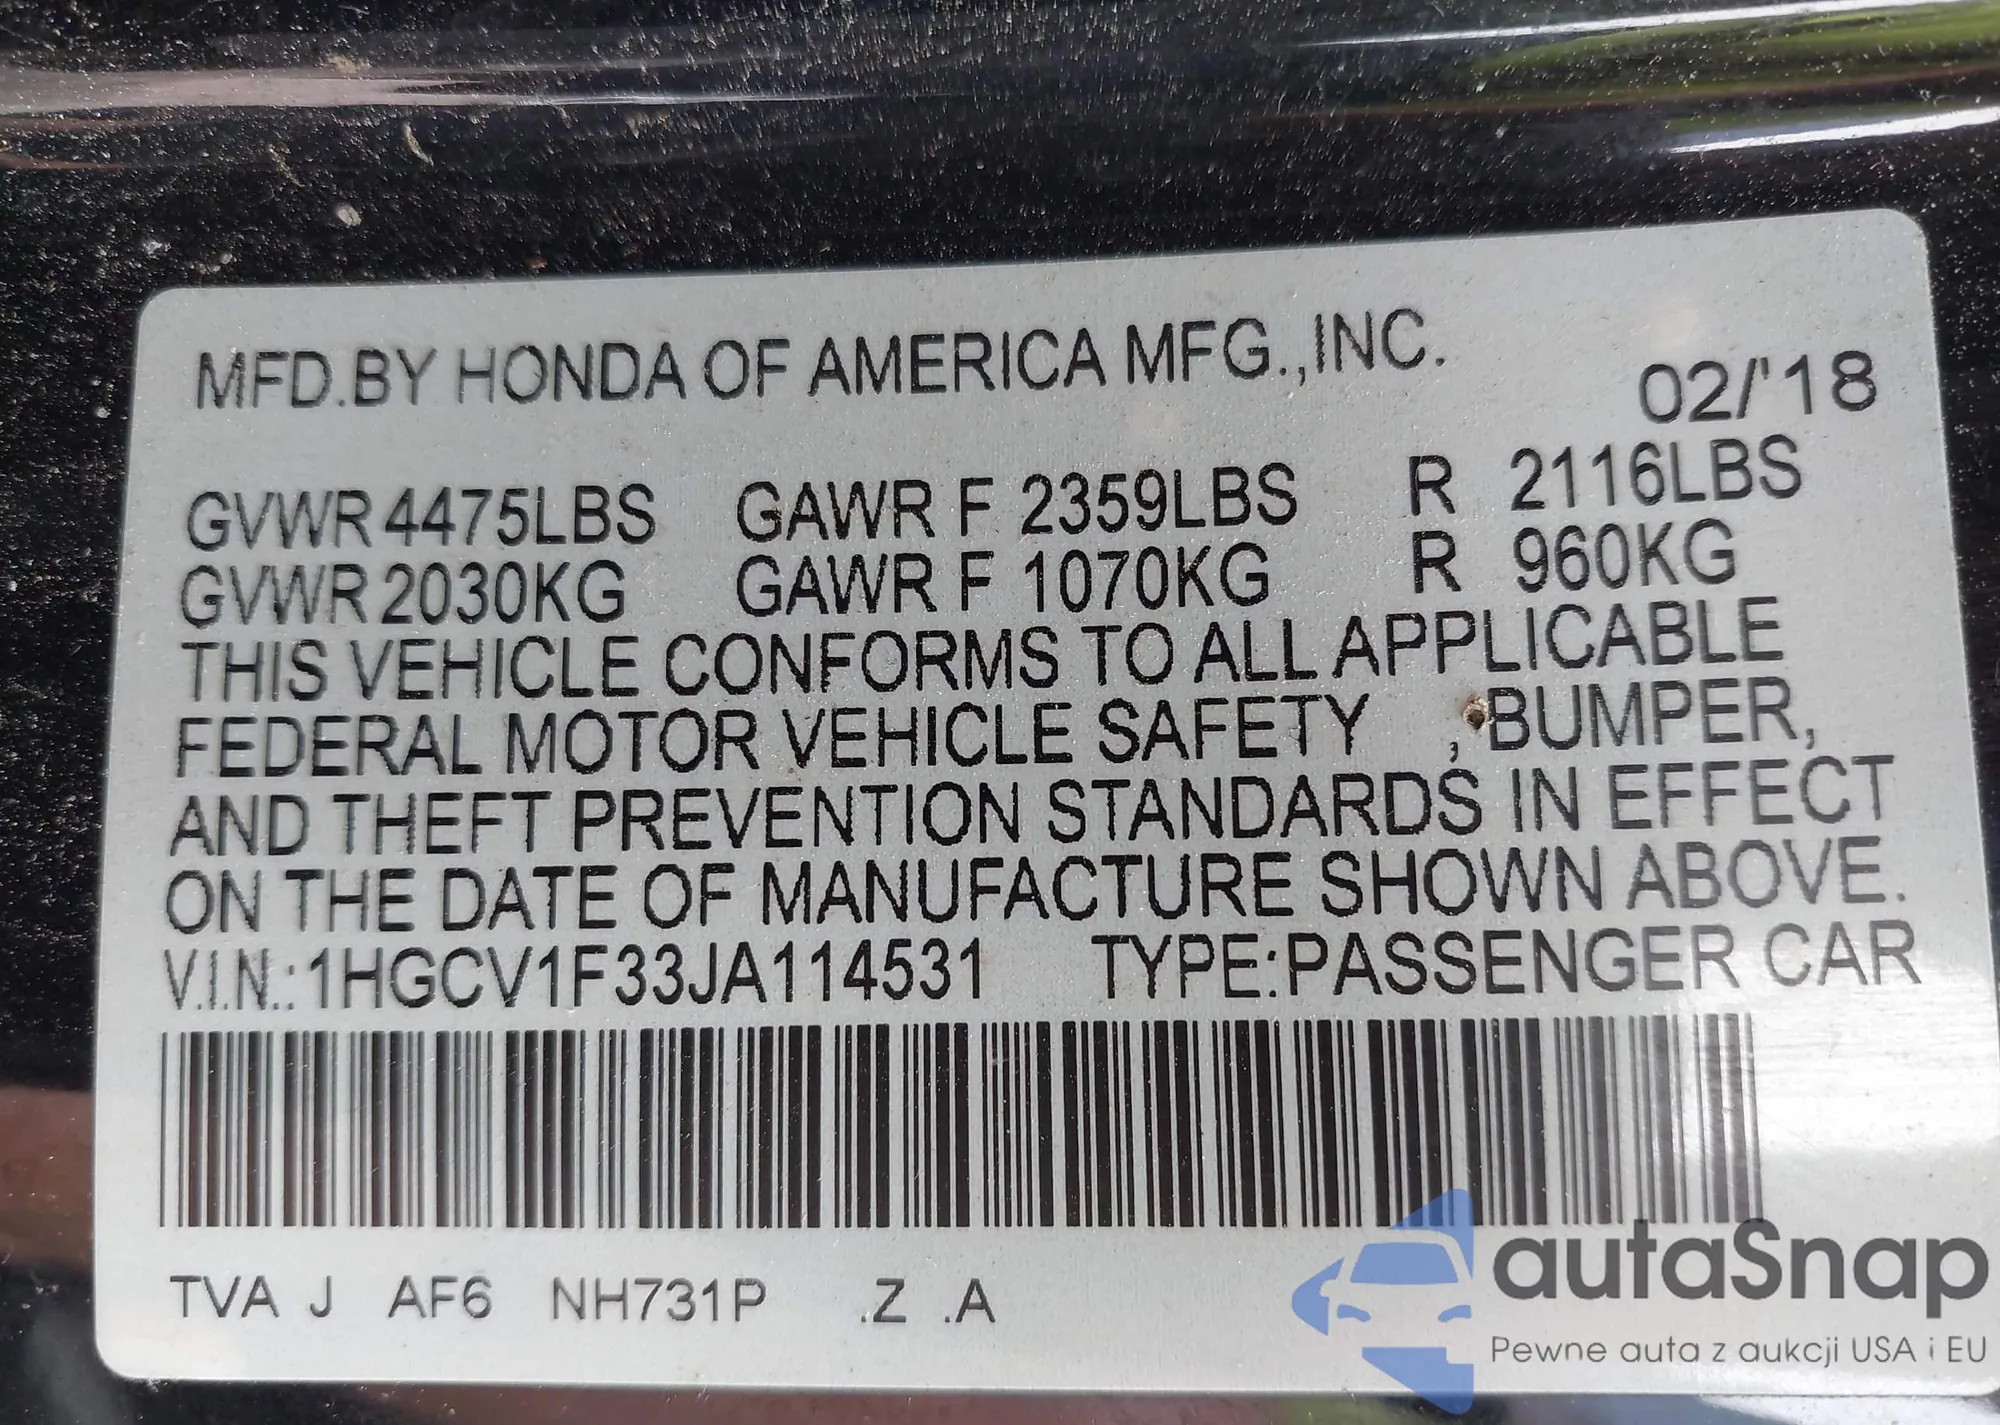 MFD.BY HONDA OF AMERICA MFG.,INC.
02/'18
GVWR 4475LBS GAWR F 2359LBS R 2116LBS
GVWR 2030KG GAWR F 1070KG R 960KG
THIS VEHICLE CONFORMS TO ALL APPLICABLE
FEDERAL MOTOR VEHICLE SAFETY , BUMPER,
AND THEFT PREVENTION STANDARDS IN EFFECT
ON THE DATE OF MANUFACTURE SHOWN ABOVE.
V.I.N.:1HGCV1F33JA114531 TYPE:PASSENGER CAR
TVA J AF6 NH731P .Z .A
autaSnap
Pewne auta z aukcji USA i EU